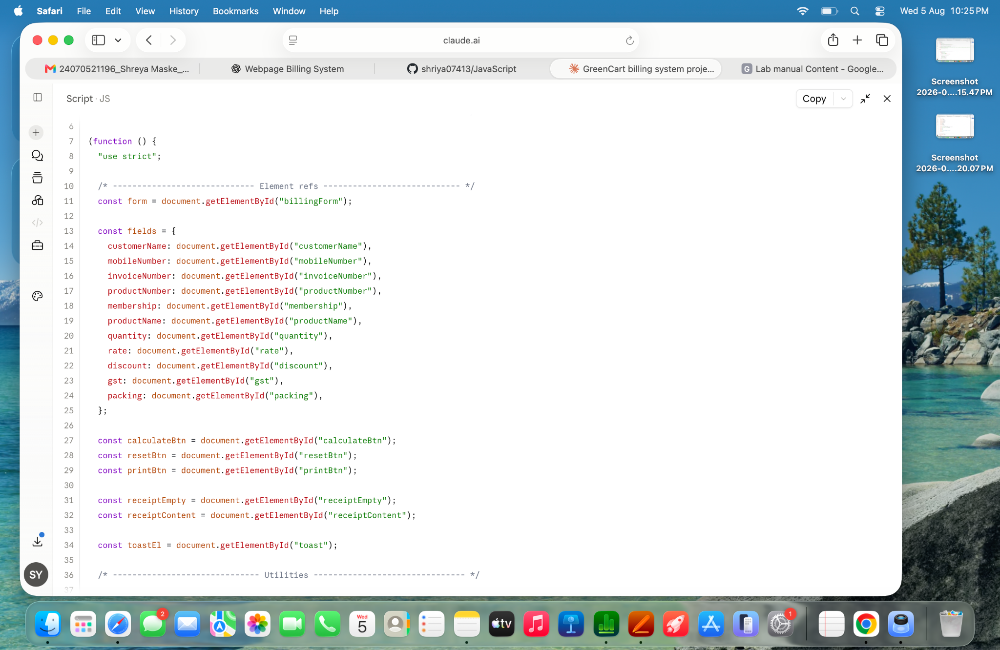 Safari File Edit View History Bookmarks Window Help Wed 5 Aug 10:25 PM
claude.ai
24070521196_Shreya Maske_... Webpage Billing System shriya07413/JavaScript GreenCart billing system proje... G Lab manual Content - Google...
Script · JS Copy
6
7 (function () {
8 "use strict";
9
10 /* ----------------------------- Element refs ---------------------------- */
11 const form = document.getElementById("billingForm");
12
13 const fields = {
14 customerName: document.getElementById("customerName"),
15 mobileNumber: document.getElementById("mobileNumber"),
16 invoiceNumber: document.getElementById("invoiceNumber"),
17 productNumber: document.getElementById("productNumber"),
18 membership: document.getElementById("membership"),
19 productName: document.getElementById("productName"),
20 quantity: document.getElementById("quantity"),
21 rate: document.getElementById("rate"),
22 discount: document.getElementById("discount"),
23 gst: document.getElementById("gst"),
24 packing: document.getElementById("packing"),
25 };
26
27 const calculateBtn = document.getElementById("calculateBtn");
28 const resetBtn = document.getElementById("resetBtn");
29 const printBtn = document.getElementById("printBtn");
30
31 const receiptEmpty = document.getElementById("receiptEmpty");
32 const receiptContent = document.getElementById("receiptContent");
33
34 const toastEl = document.getElementById("toast");
35
36 /* ------------------------------ Utilities ------------------------------- */
37
SY
Screenshot
2026-0....15.47 PM
Screenshot
2026-0....20.07 PM
2
Wed
5
tv
1